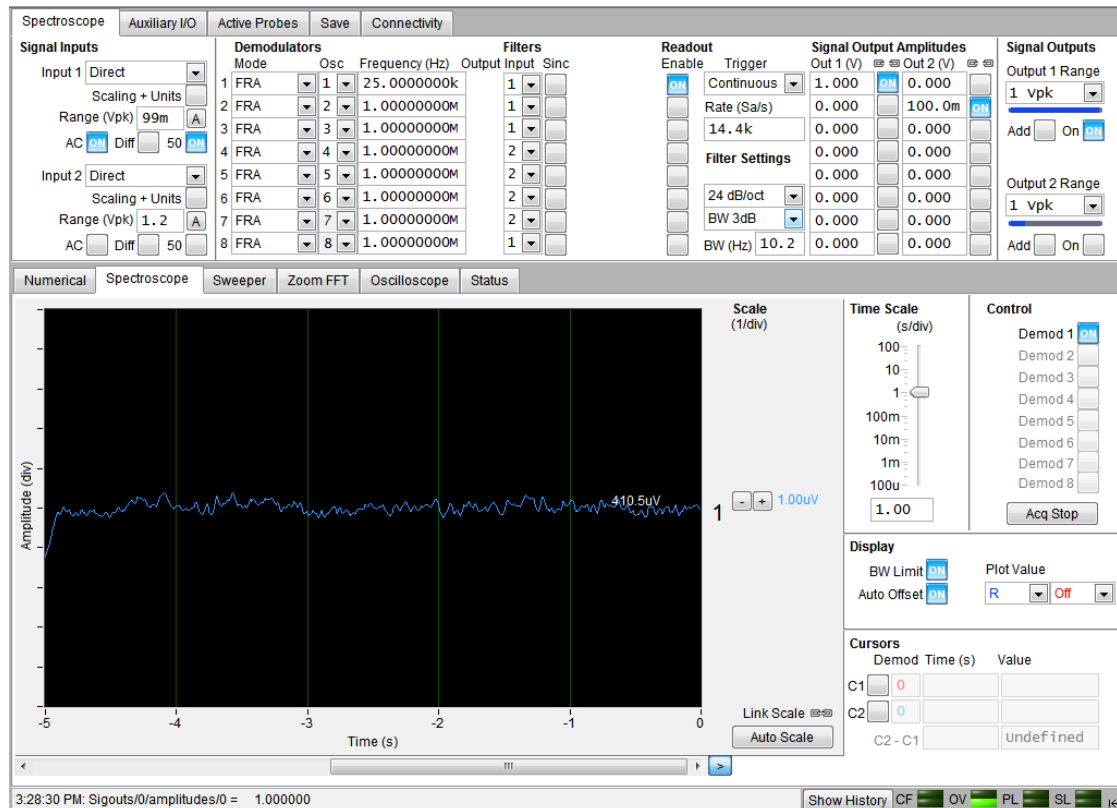 Spectroscope Auxiliary I/O Active Probes Save Connectivity
Signal Inputs Demodulators Filters Readout Signal Output Amplitudes Signal Outputs
Mode Osc Frequency (Hz) Output Input Sinc Enable Trigger Out 1 (V) Out 2 (V)
Input 1 Direct
Scaling + Units
Range (Vpk) 99m A
AC ON Diff 50 ON
Input 2 Direct
Scaling + Units
Range (Vpk) 1.2 A
AC Diff 50
1 FRA 1 25.0000000k 1
2 FRA 2 1.00000000M 1
3 FRA 3 1.00000000M 1
4 FRA 4 1.00000000M 2
5 FRA 5 1.00000000M 2
6 FRA 6 1.00000000M 2
7 FRA 7 1.00000000M 2
8 FRA 8 1.00000000M 1
ON Continuous
Rate (Sa/s)
14.4k
Filter Settings
24 dB/oct
BW 3dB
BW (Hz) 10.2
1.000 ON 0.000
0.000 100.0m ON
0.000 0.000
0.000 0.000
0.000 0.000
0.000 0.000
0.000 0.000
0.000 0.000
Output 1 Range
1 Vpk
Add On ON
Output 2 Range
1 Vpk
Add On
Numerical Spectroscope Sweeper Zoom FFT Oscilloscope Status
Amplitude (div)
410.5uV
-5 -4 -3 -2 -1 0
Time (s)
Scale
(1/div)
1 - + 1.00uV
Link Scale
Auto Scale
>
Time Scale
(s/div)
100
10
1
100m
10m
1m
100u
1.00
Control
Demod 1 ON
Demod 2
Demod 3
Demod 4
Demod 5
Demod 6
Demod 7
Demod 8
Acq Stop
Display
BW Limit ON Plot Value
Auto Offset ON R Off
Cursors
Demod Time (s) Value
C1 0
C2 0
C2 - C1 Undefined
3:28:30 PM: Sigouts/0/amplitudes/0 = 1.000000 Show History CF OV PL SL